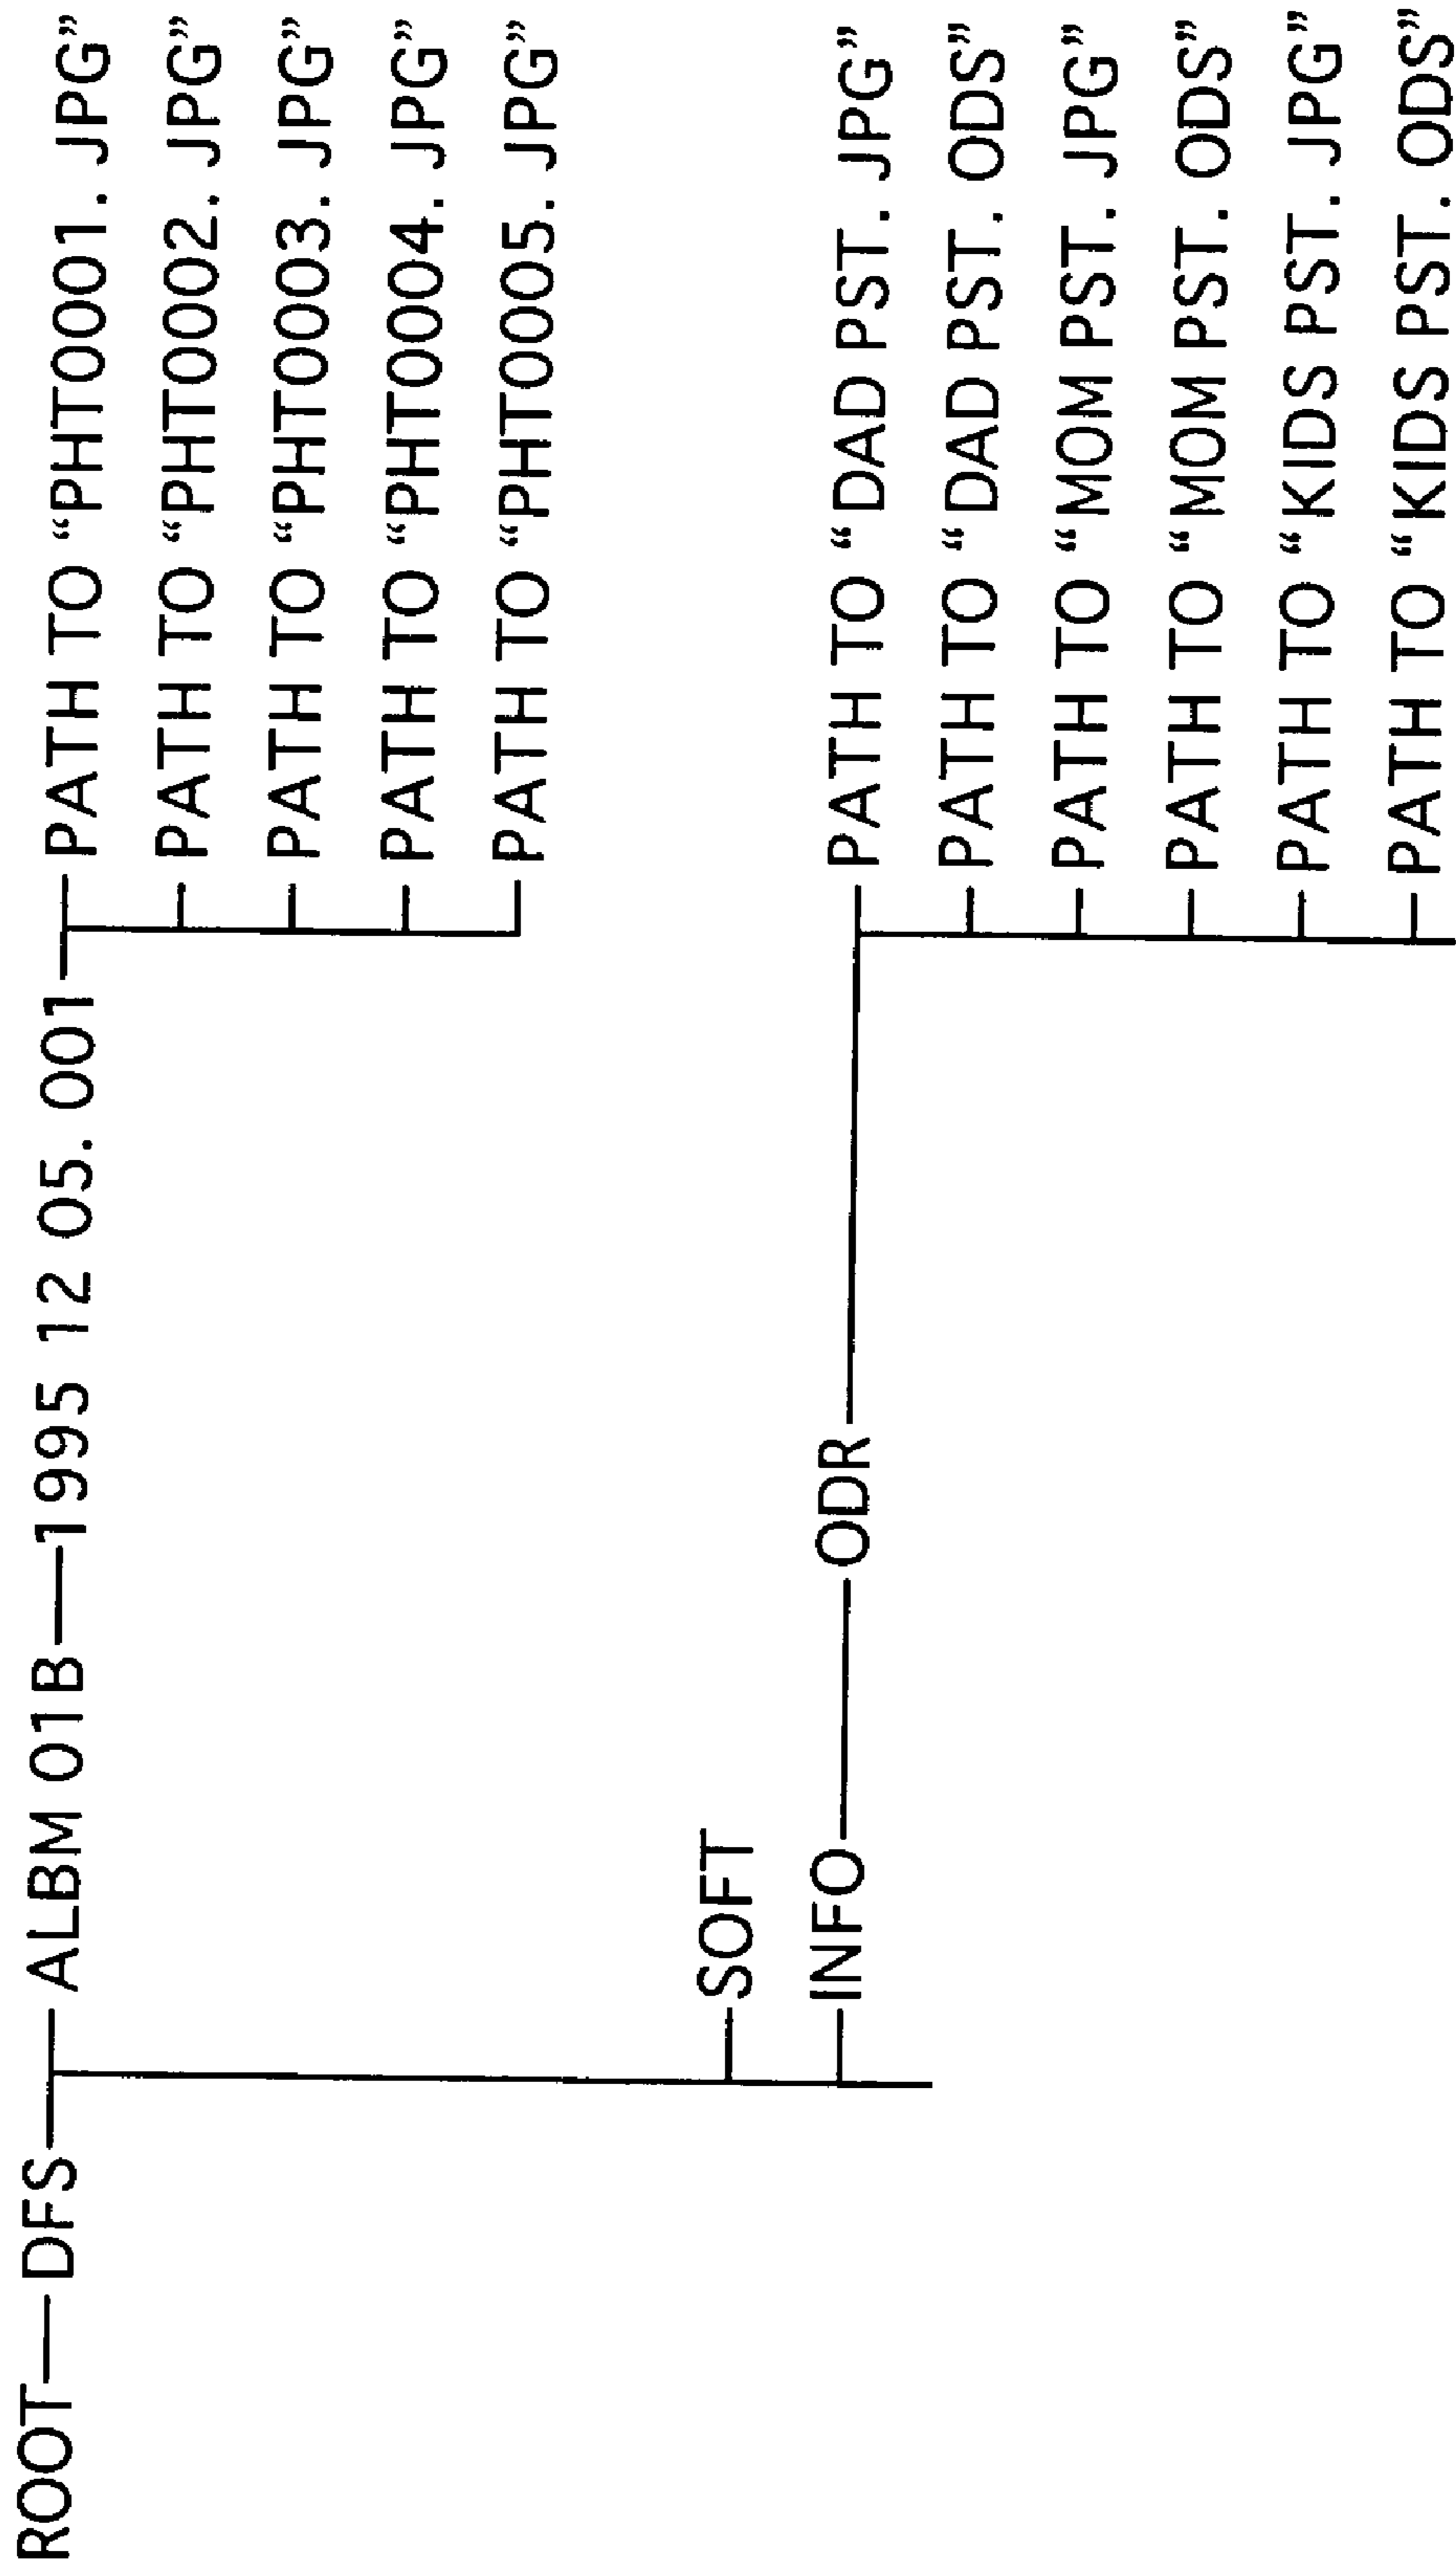 ROOT — DFS — ALBM 01B — 1995 12 05. 001 — PATH TO “PHT0001. JPG”
PATH TO “PHT0002. JPG”
PATH TO “PHT0003. JPG”
PATH TO “PHT0004. JPG”
PATH TO “PHT0005. JPG”
SOFT
INFO — ODR — PATH TO “DAD PST. JPG”
PATH TO “DAD PST. ODS”
PATH TO “MOM PST. JPG”
PATH TO “MOM PST. ODS”
PATH TO “KIDS PST. JPG”
PATH TO “KIDS PST. ODS”